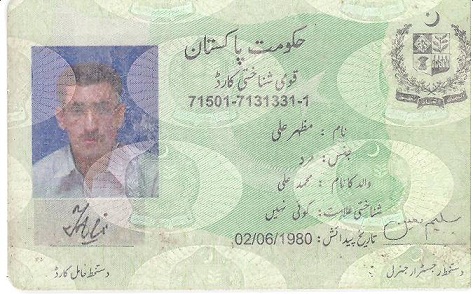 حکومت پاکستان
قومی شناختی کارڈ
71501-7131331-1
نام : مظہر علی
جنس : مرد
والد کا نام : محمد علی
شناختی علامت: کوئی نہیں
تاریخ پیدائش : 02/06/1980
دستخط حامل کارڈ
دستخط رجسٹرار جنرل